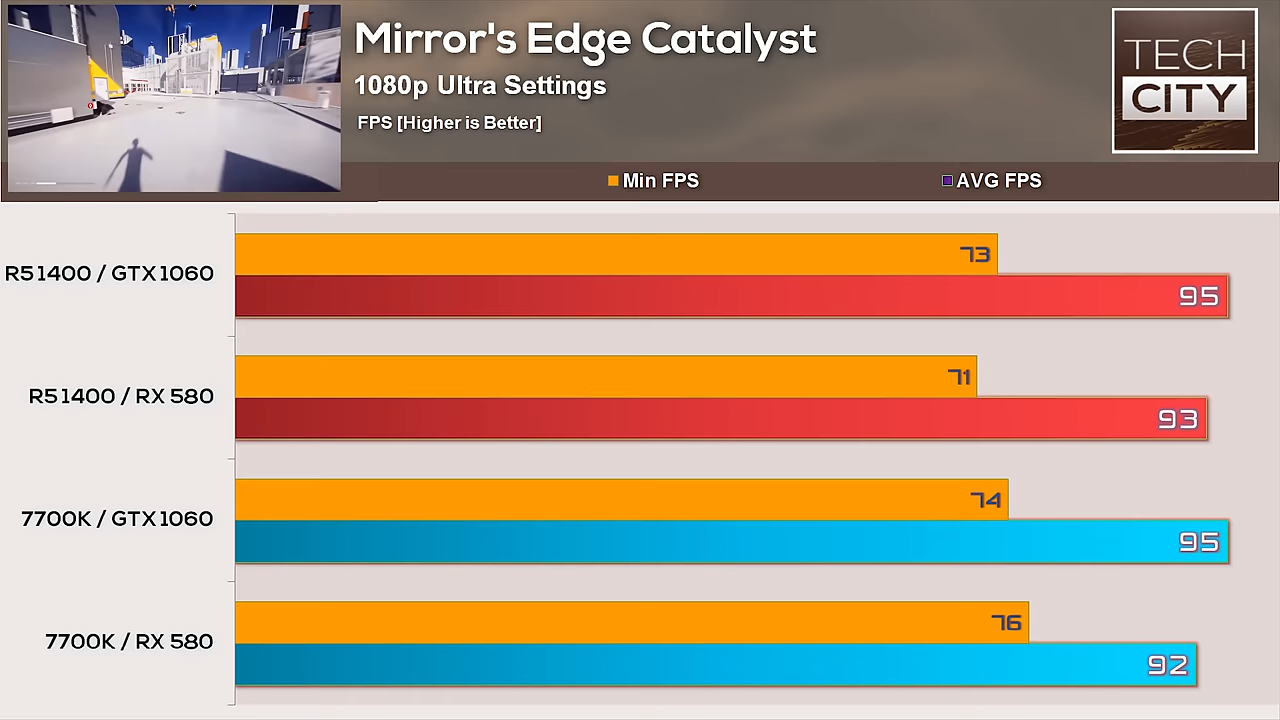 Mirror's Edge Catalyst
1080p Ultra Settings
FPS [Higher is Better]
TECH
CITY
Min FPS
AVG FPS
R5 1400 / GTX 1060
73
95
R5 1400 / RX 580
71
93
7700K / GTX 1060
74
95
7700K / RX 580
76
92